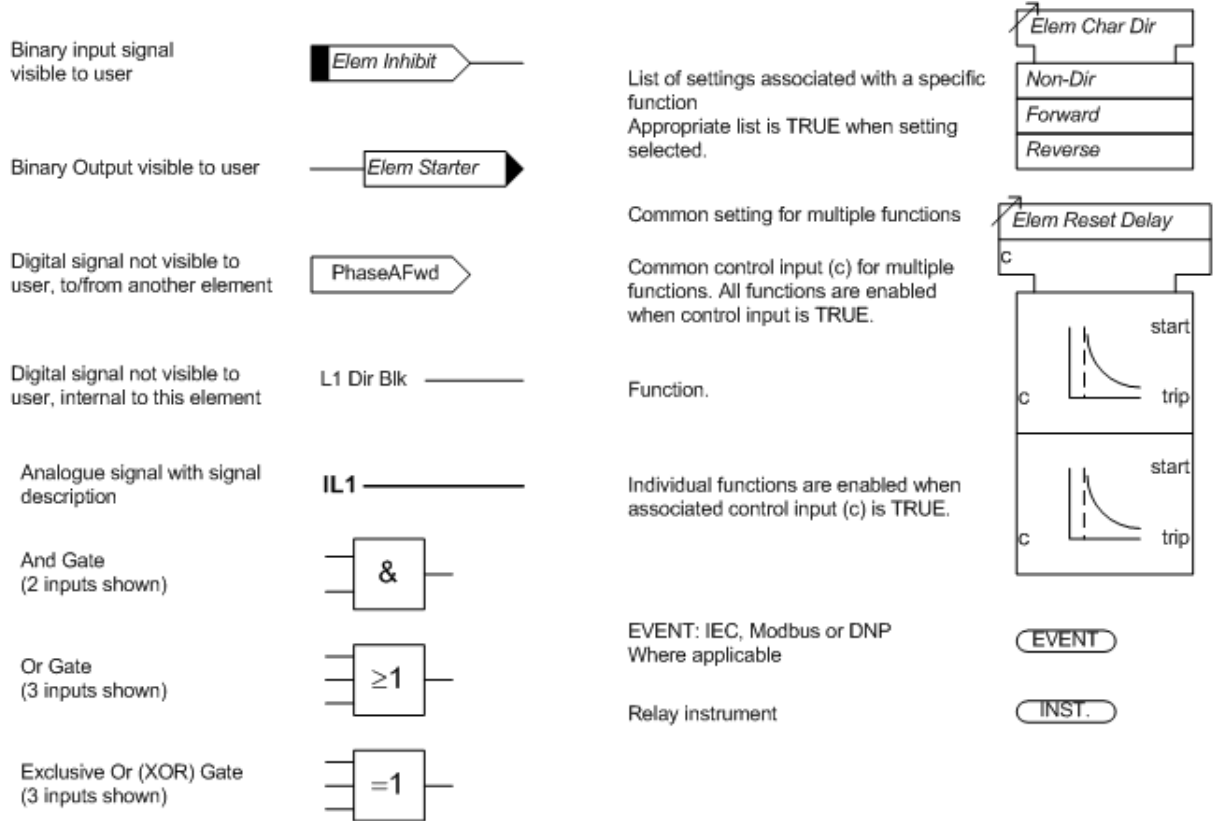 Binary input signal
visible to user
Elem Inhibit
Binary Output visible to user
Elem Starter
Digital signal not visible to
user, to/from another element
PhaseAFwd
Digital signal not visible to
user, internal to this element
L1 Dir Blk
Analogue signal with signal
description
IL1
And Gate
(2 inputs shown)
&
Or Gate
(3 inputs shown)
≥1
Exclusive Or (XOR) Gate
(3 inputs shown)
=1
List of settings associated with a specific
function
Appropriate list is TRUE when setting
selected.
Elem Char Dir
Non-Dir
Forward
Reverse
Common setting for multiple functions
Elem Reset Delay
Common control input (c) for multiple
functions. All functions are enabled
when control input is TRUE.
c
Function.
start
c
trip
Individual functions are enabled when
associated control input (c) is TRUE.
start
c
trip
EVENT: IEC, Modbus or DNP
Where applicable
EVENT
Relay instrument
INST.